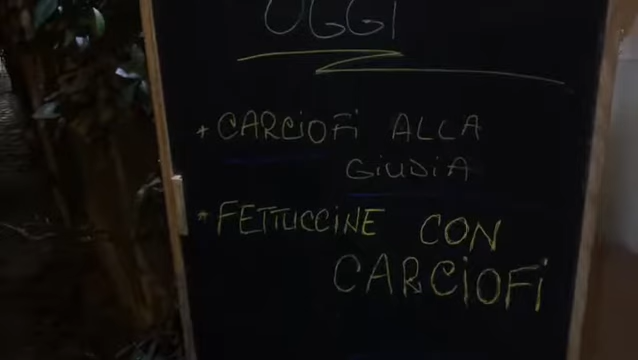 OGGI
+ CARCIOFI ALLA
GIUDIA
* FETTUCCINE CON
CARCIOFI